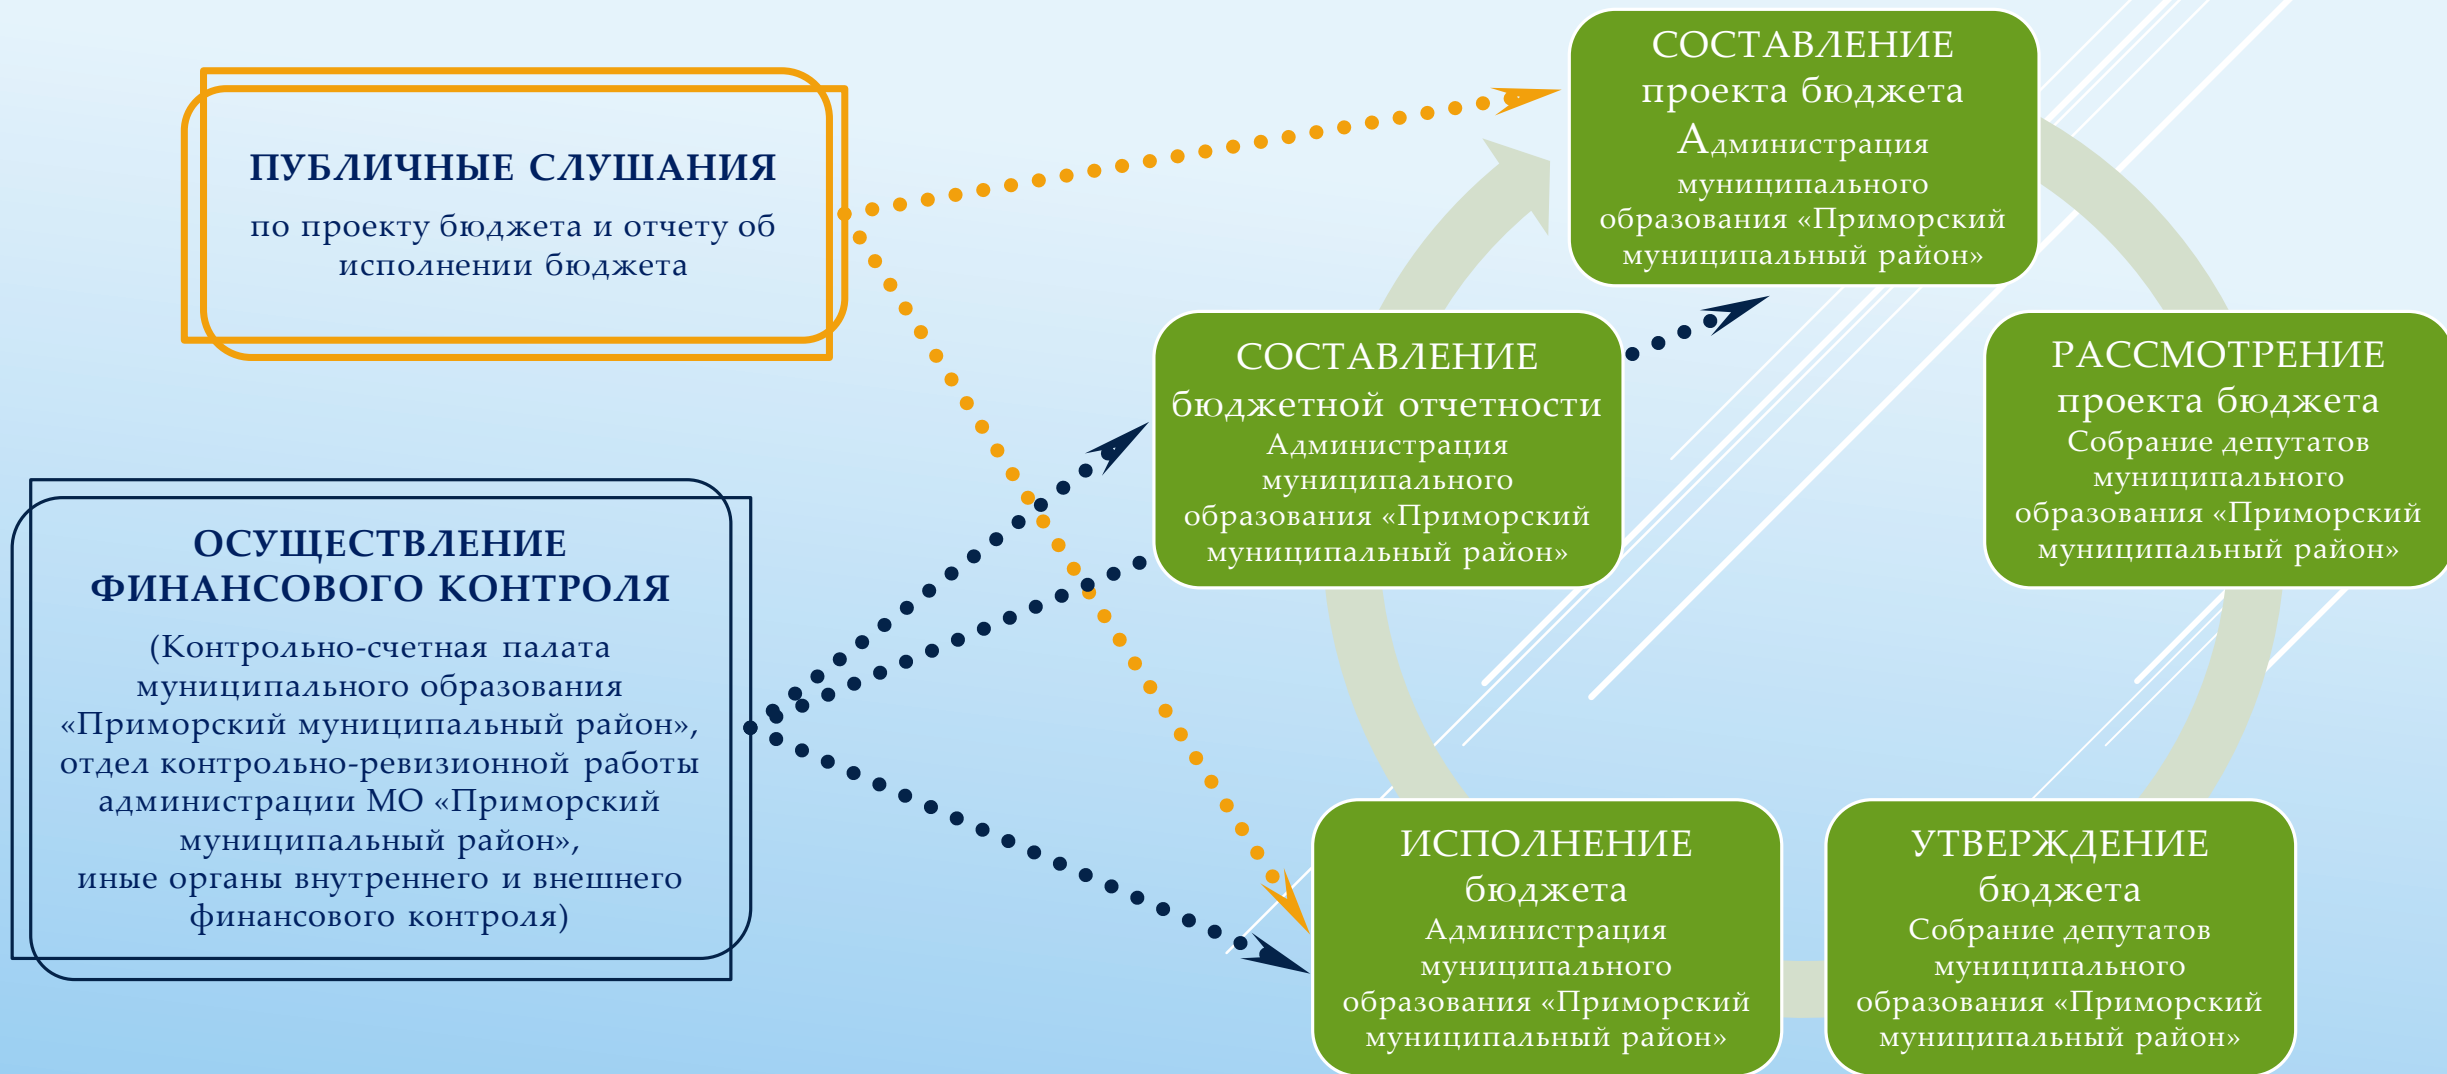 ПУБЛИЧНЫЕ СЛУШАНИЯ
по проекту бюджета и отчету об
исполнении бюджета
ОСУЩЕСТВЛЕНИЕ
ФИНАНСОВОГО КОНТРОЛЯ
(Контрольно-счетная палата
муниципального образования
«Приморский муниципальный район»,
отдел контрольно-ревизионной работы
администрации МО «Приморский
муниципальный район»,
иные органы внутреннего и внешнего
финансового контроля)
СОСТАВЛЕНИЕ
проекта бюджета
Администрация
муниципального
образования «Приморский
муниципальный район»
РАССМОТРЕНИЕ
проекта бюджета
Собрание депутатов
муниципального
образования «Приморский
муниципальный район»
УТВЕРЖДЕНИЕ
бюджета
Собрание депутатов
муниципального
образования «Приморский
муниципальный район»
ИСПОЛНЕНИЕ
бюджета
Администрация
муниципального
образования «Приморский
муниципальный район»
СОСТАВЛЕНИЕ
бюджетной отчетности
Администрация
муниципального
образования «Приморский
муниципальный район»